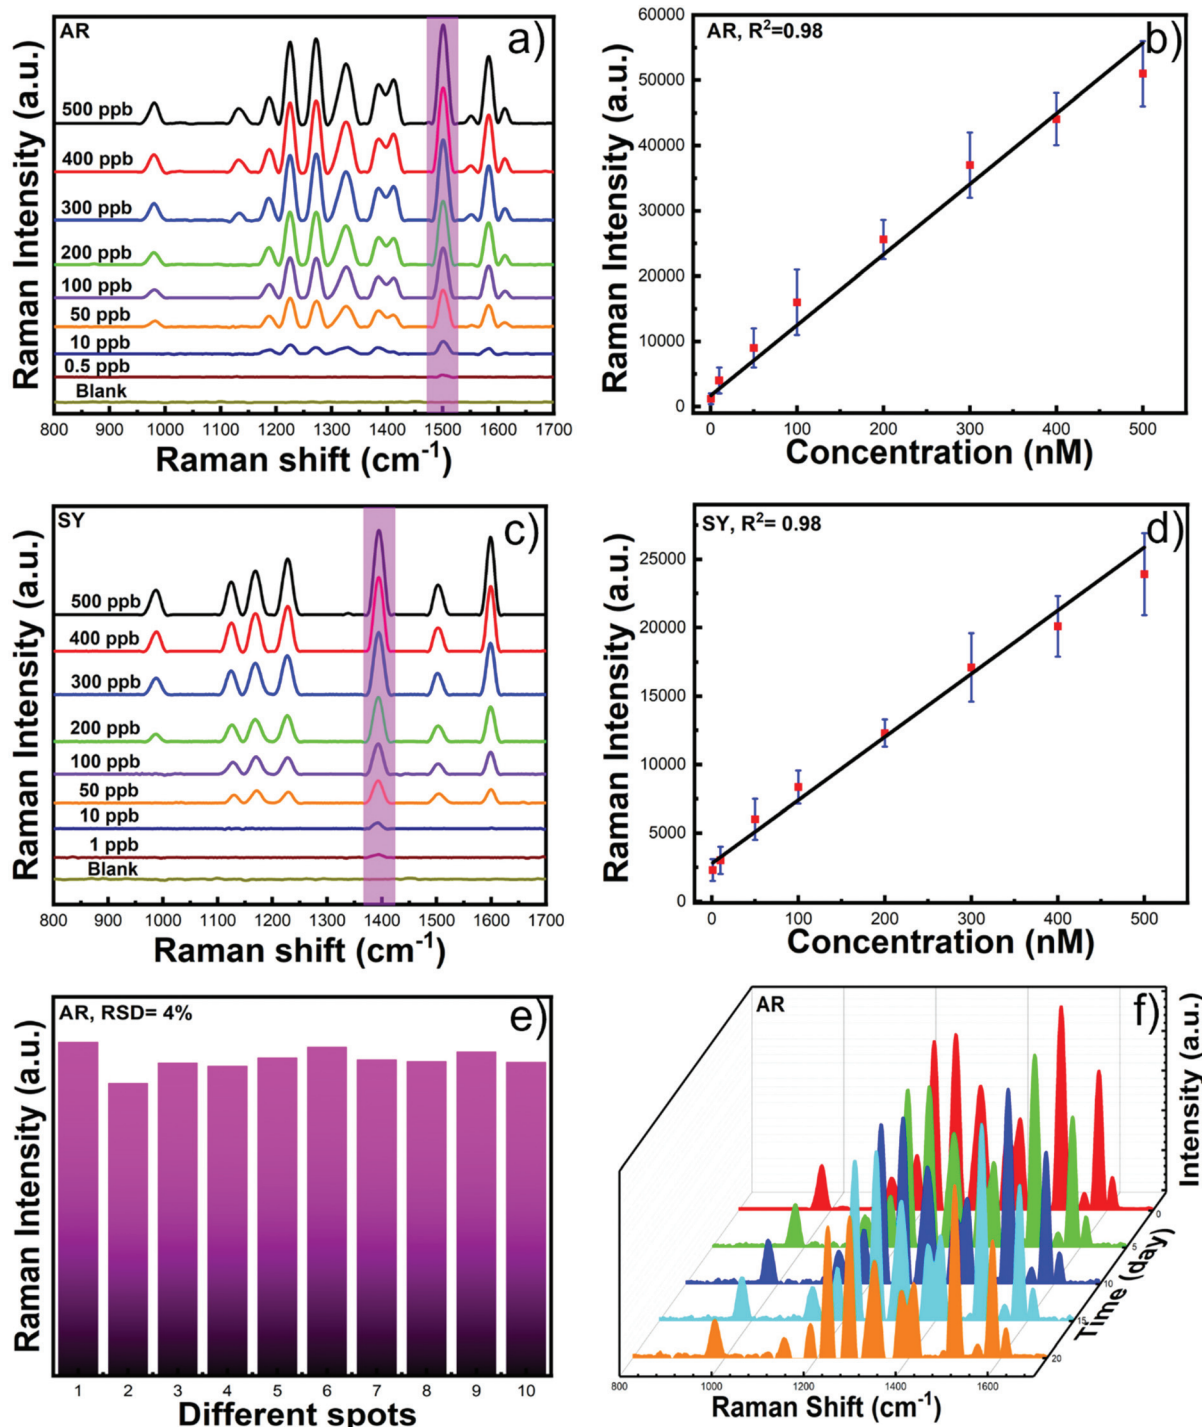 AR
a)
500 ppb
400 ppb
300 ppb
200 ppb
100 ppb
50 ppb
10 ppb
0.5 ppb
Blank
Raman Intensity (a.u.)
800 900 1000 1100 1200 1300 1400 1500 1600 1700
Raman shift (cm⁻¹)
AR, R²=0.98
b)
60000
50000
40000
30000
20000
10000
0
Raman Intensity (a.u.)
0 100 200 300 400 500
Concentration (nM)
SY
c)
500 ppb
400 ppb
300 ppb
200 ppb
100 ppb
50 ppb
10 ppb
1 ppb
Blank
Raman Intensity (a.u.)
800 900 1000 1100 1200 1300 1400 1500 1600 1700
Raman shift (cm⁻¹)
SY, R²= 0.98
d)
25000
20000
15000
10000
5000
0
Raman Intensity (a.u.)
0 100 200 300 400 500
Concentration (nM)
AR, RSD= 4%
e)
Raman Intensity (a.u.)
1 2 3 4 5 6 7 8 9 10
Different spots
AR
f)
Intensity (a.u.)
0
5
10
15
20
Time (day)
800 1000 1200 1400 1600
Raman Shift (cm⁻¹)